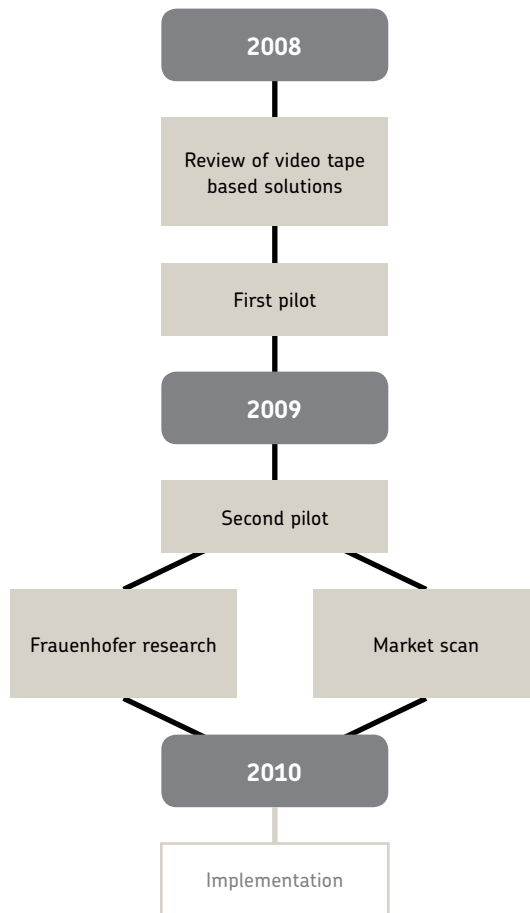 2008
Review of video tape
based solutions
First pilot
2009
Second pilot
Frauenhofer research
Market scan
2010
Implementation